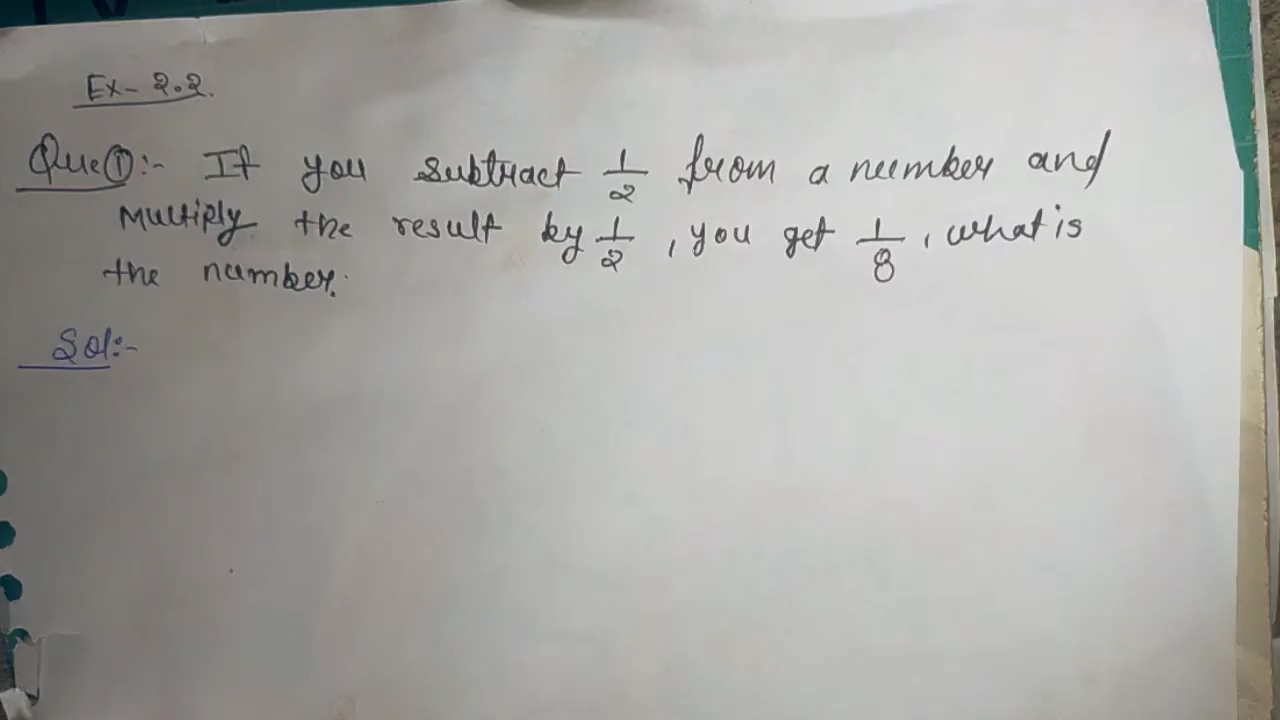 Ex- 2.2.
Que①:- If you subtract 1/2 from a number and
Multiply the result by 1/2, you get 1/8, what is
the number.
Sol:-